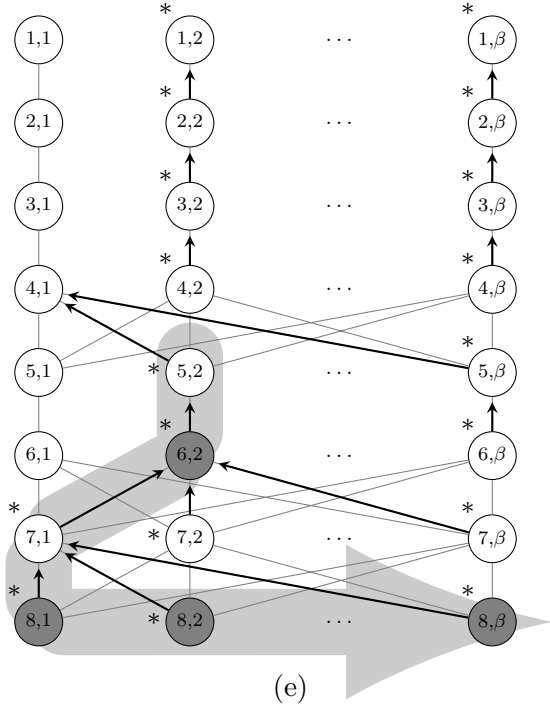 * * 
1,1 1,2 ··· 1,β
* *
2,1 2,2 ··· 2,β
* *
3,1 3,2 ··· 3,β
*
4,1 4,2 ··· 4,β
*
5,1 * 5,2 ··· 5,β
*
6,1 6,2 ··· 6,β
* *
7,1 * 7,2 ··· 7,β
* *
8,1 * 8,2 ··· 8,β
(e)